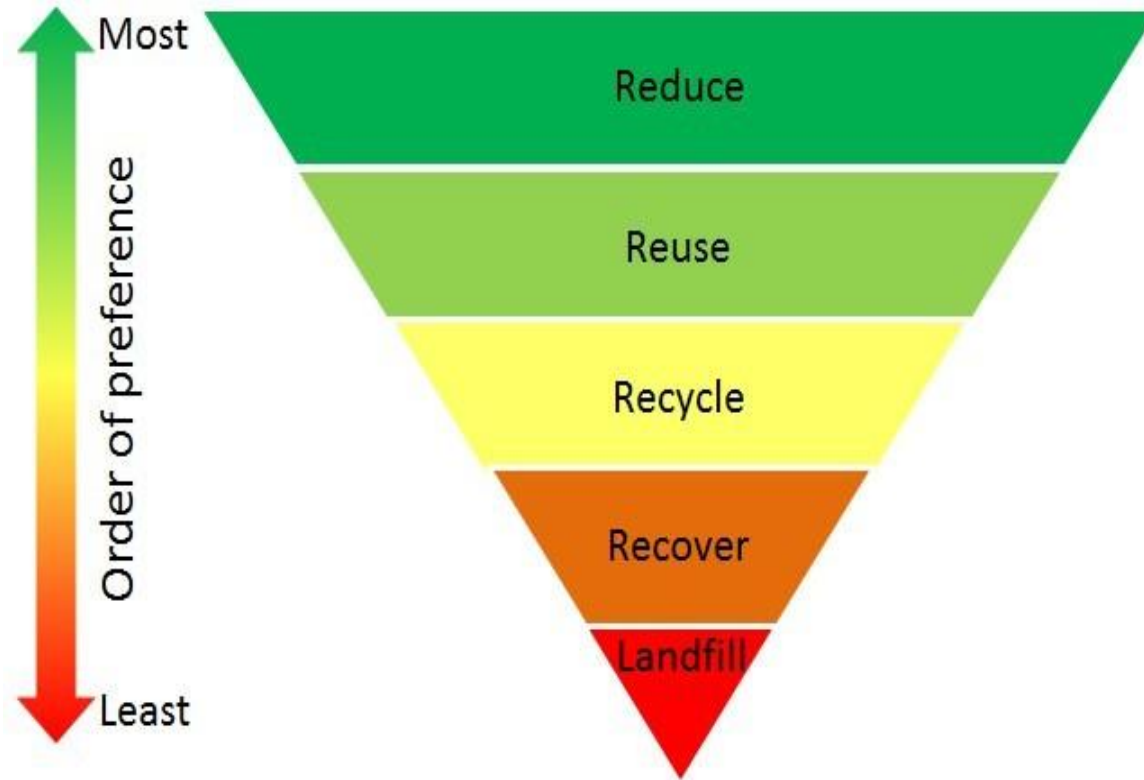 Most
Reduce
Reuse
Order of preference
Recycle
Recover
Landfill
Least